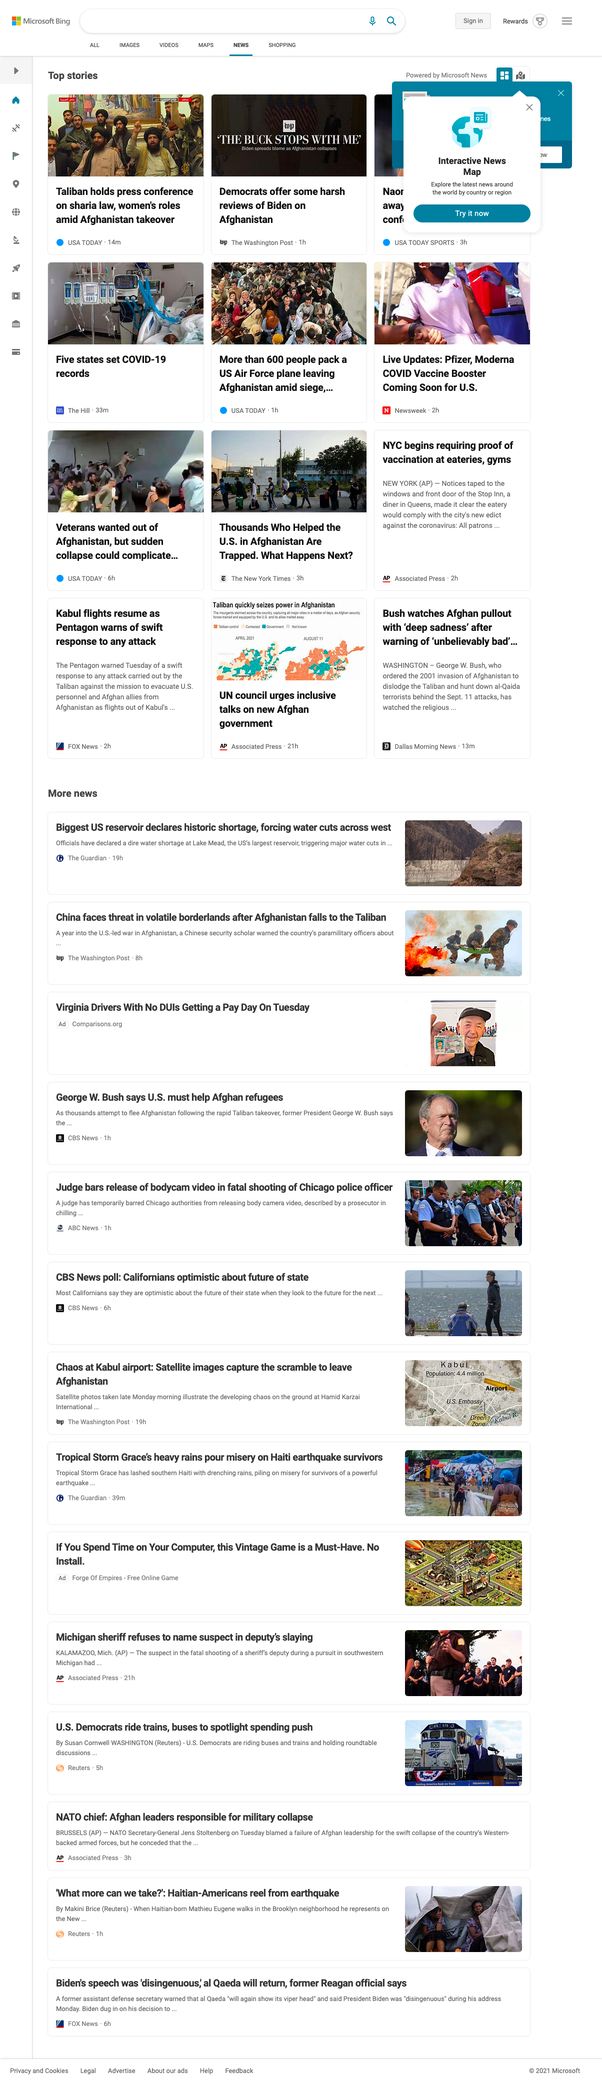 Microsoft Bing
Sign in
Rewards
ALL
IMAGES
VIDEOS
MAPS
NEWS
SHOPPING
Top stories
Powered by Microsoft News
Interactive News
Map
Explore the latest news around
the world by country or region
Try it now
Taliban holds press conference
on sharia law, women's roles
amid Afghanistan takeover
USA TODAY · 14m
'THE BUCK STOPS WITH ME'
Biden spreads blame as Afghanistan collapses
Democrats offer some harsh
reviews of Biden on
Afghanistan
The Washington Post · 1h
USA TODAY SPORTS · 3h
Five states set COVID-19
records
The Hill · 33m
More than 600 people pack a
US Air Force plane leaving
Afghanistan amid siege,...
USA TODAY · 1h
Live Updates: Pfizer, Moderna
COVID Vaccine Booster
Coming Soon for U.S.
Newsweek · 2h
Veterans wanted out of
Afghanistan, but sudden
collapse could complicate...
USA TODAY · 6h
Thousands Who Helped the
U.S. in Afghanistan Are
Trapped. What Happens Next?
The New York Times · 3h
NYC begins requiring proof of
vaccination at eateries, gyms
NEW YORK (AP) — Notices taped to the
windows and front door of the Stop Inn, a
diner in Queens, made it clear the eatery
would comply with the city's new edict
against the coronavirus: All patrons ...
Associated Press · 2h
Kabul flights resume as
Pentagon warns of swift
response to any attack
The Pentagon warned Tuesday of a swift
response to any attack carried out by the
Taliban against the mission to evacuate U.S.
personnel and Afghan allies from
Afghanistan as flights out of Kabul's ...
FOX News · 2h
Taliban quickly seizes power in Afghanistan
APRIL 2021
AUGUST 11
UN council urges inclusive
talks on new Afghan
government
Associated Press · 21h
Bush watches Afghan pullout
with 'deep sadness' after
warning of 'unbelievably bad'...
WASHINGTON – George W. Bush, who
ordered the 2001 invasion of Afghanistan to
dislodge the Taliban and hunt down al-Qaida
terrorists behind the Sept. 11 attacks, has
watched the religious ...
Dallas Morning News · 13m
More news
Biggest US reservoir declares historic shortage, forcing water cuts across west
Officials have declared a dire water shortage at Lake Mead, the US's largest reservoir, triggering major water cuts in ...
The Guardian · 19h
China faces threat in volatile borderlands after Afghanistan falls to the Taliban
A year into the U.S.-led war in Afghanistan, a Chinese security scholar warned the country's paramilitary officers about
...
The Washington Post · 8h
Virginia Drivers With No DUIs Getting a Pay Day On Tuesday
Ad Comparisons.org
George W. Bush says U.S. must help Afghan refugees
As thousands attempt to flee Afghanistan following the rapid Taliban takeover, former President George W. Bush says
the ...
CBS News · 1h
Judge bars release of bodycam video in fatal shooting of Chicago police officer
A judge has temporarily barred Chicago authorities from releasing body camera video, described by a prosecutor in
chilling ...
ABC News · 1h
CBS News poll: Californians optimistic about future of state
Most Californians say they are optimistic about the future of their state when they look to the future for the next ...
CBS News · 6h
Chaos at Kabul airport: Satellite images capture the scramble to leave
Afghanistan
Satellite photos taken late Monday morning illustrate the developing chaos on the ground at Hamid Karzai
International ...
The Washington Post · 19h
Kabul
Population: 4.4 million
Airport
U.S. Embassy
Green
Zone
Kabul R.
Tropical Storm Grace's heavy rains pour misery on Haiti earthquake survivors
Tropical Storm Grace has lashed southern Haiti with drenching rains, piling on misery for survivors of a powerful
earthquake ...
The Guardian · 39m
If You Spend Time on Your Computer, this Vintage Game is a Must-Have. No
Install.
Ad Forge Of Empires - Free Online Game
Michigan sheriff refuses to name suspect in deputy's slaying
KALAMAZOO, Mich. (AP) — The suspect in the fatal shooting of a sheriff's deputy during a pursuit in southwestern
Michigan had ...
Associated Press · 21h
U.S. Democrats ride trains, buses to spotlight spending push
By Susan Cornwell WASHINGTON (Reuters) - U.S. Democrats are riding buses and trains and holding roundtable
discussions ...
Reuters · 5h
NATO chief: Afghan leaders responsible for military collapse
BRUSSELS (AP) — NATO Secretary-General Jens Stoltenberg on Tuesday blamed a failure of Afghan leadership for the swift collapse of the country's Western-
backed armed forces, but he conceded that the ...
Associated Press · 3h
'What more can we take?': Haitian-Americans reel from earthquake
By Makini Brice (Reuters) - When Haitian-born Mathieu Eugene walks in the Brooklyn neighborhood he represents on
the New ...
Reuters · 1h
Biden's speech was 'disingenuous,' al Qaeda will return, former Reagan official says
A former assistant defense secretary warned that al Qaeda "will again show its viper head" and said President Biden was "disingenuous" during his address
Monday. Biden dug in on his decision to ...
FOX News · 6h
Privacy and Cookies
Legal
Advertise
About our ads
Help
Feedback
© 2021 Microsoft